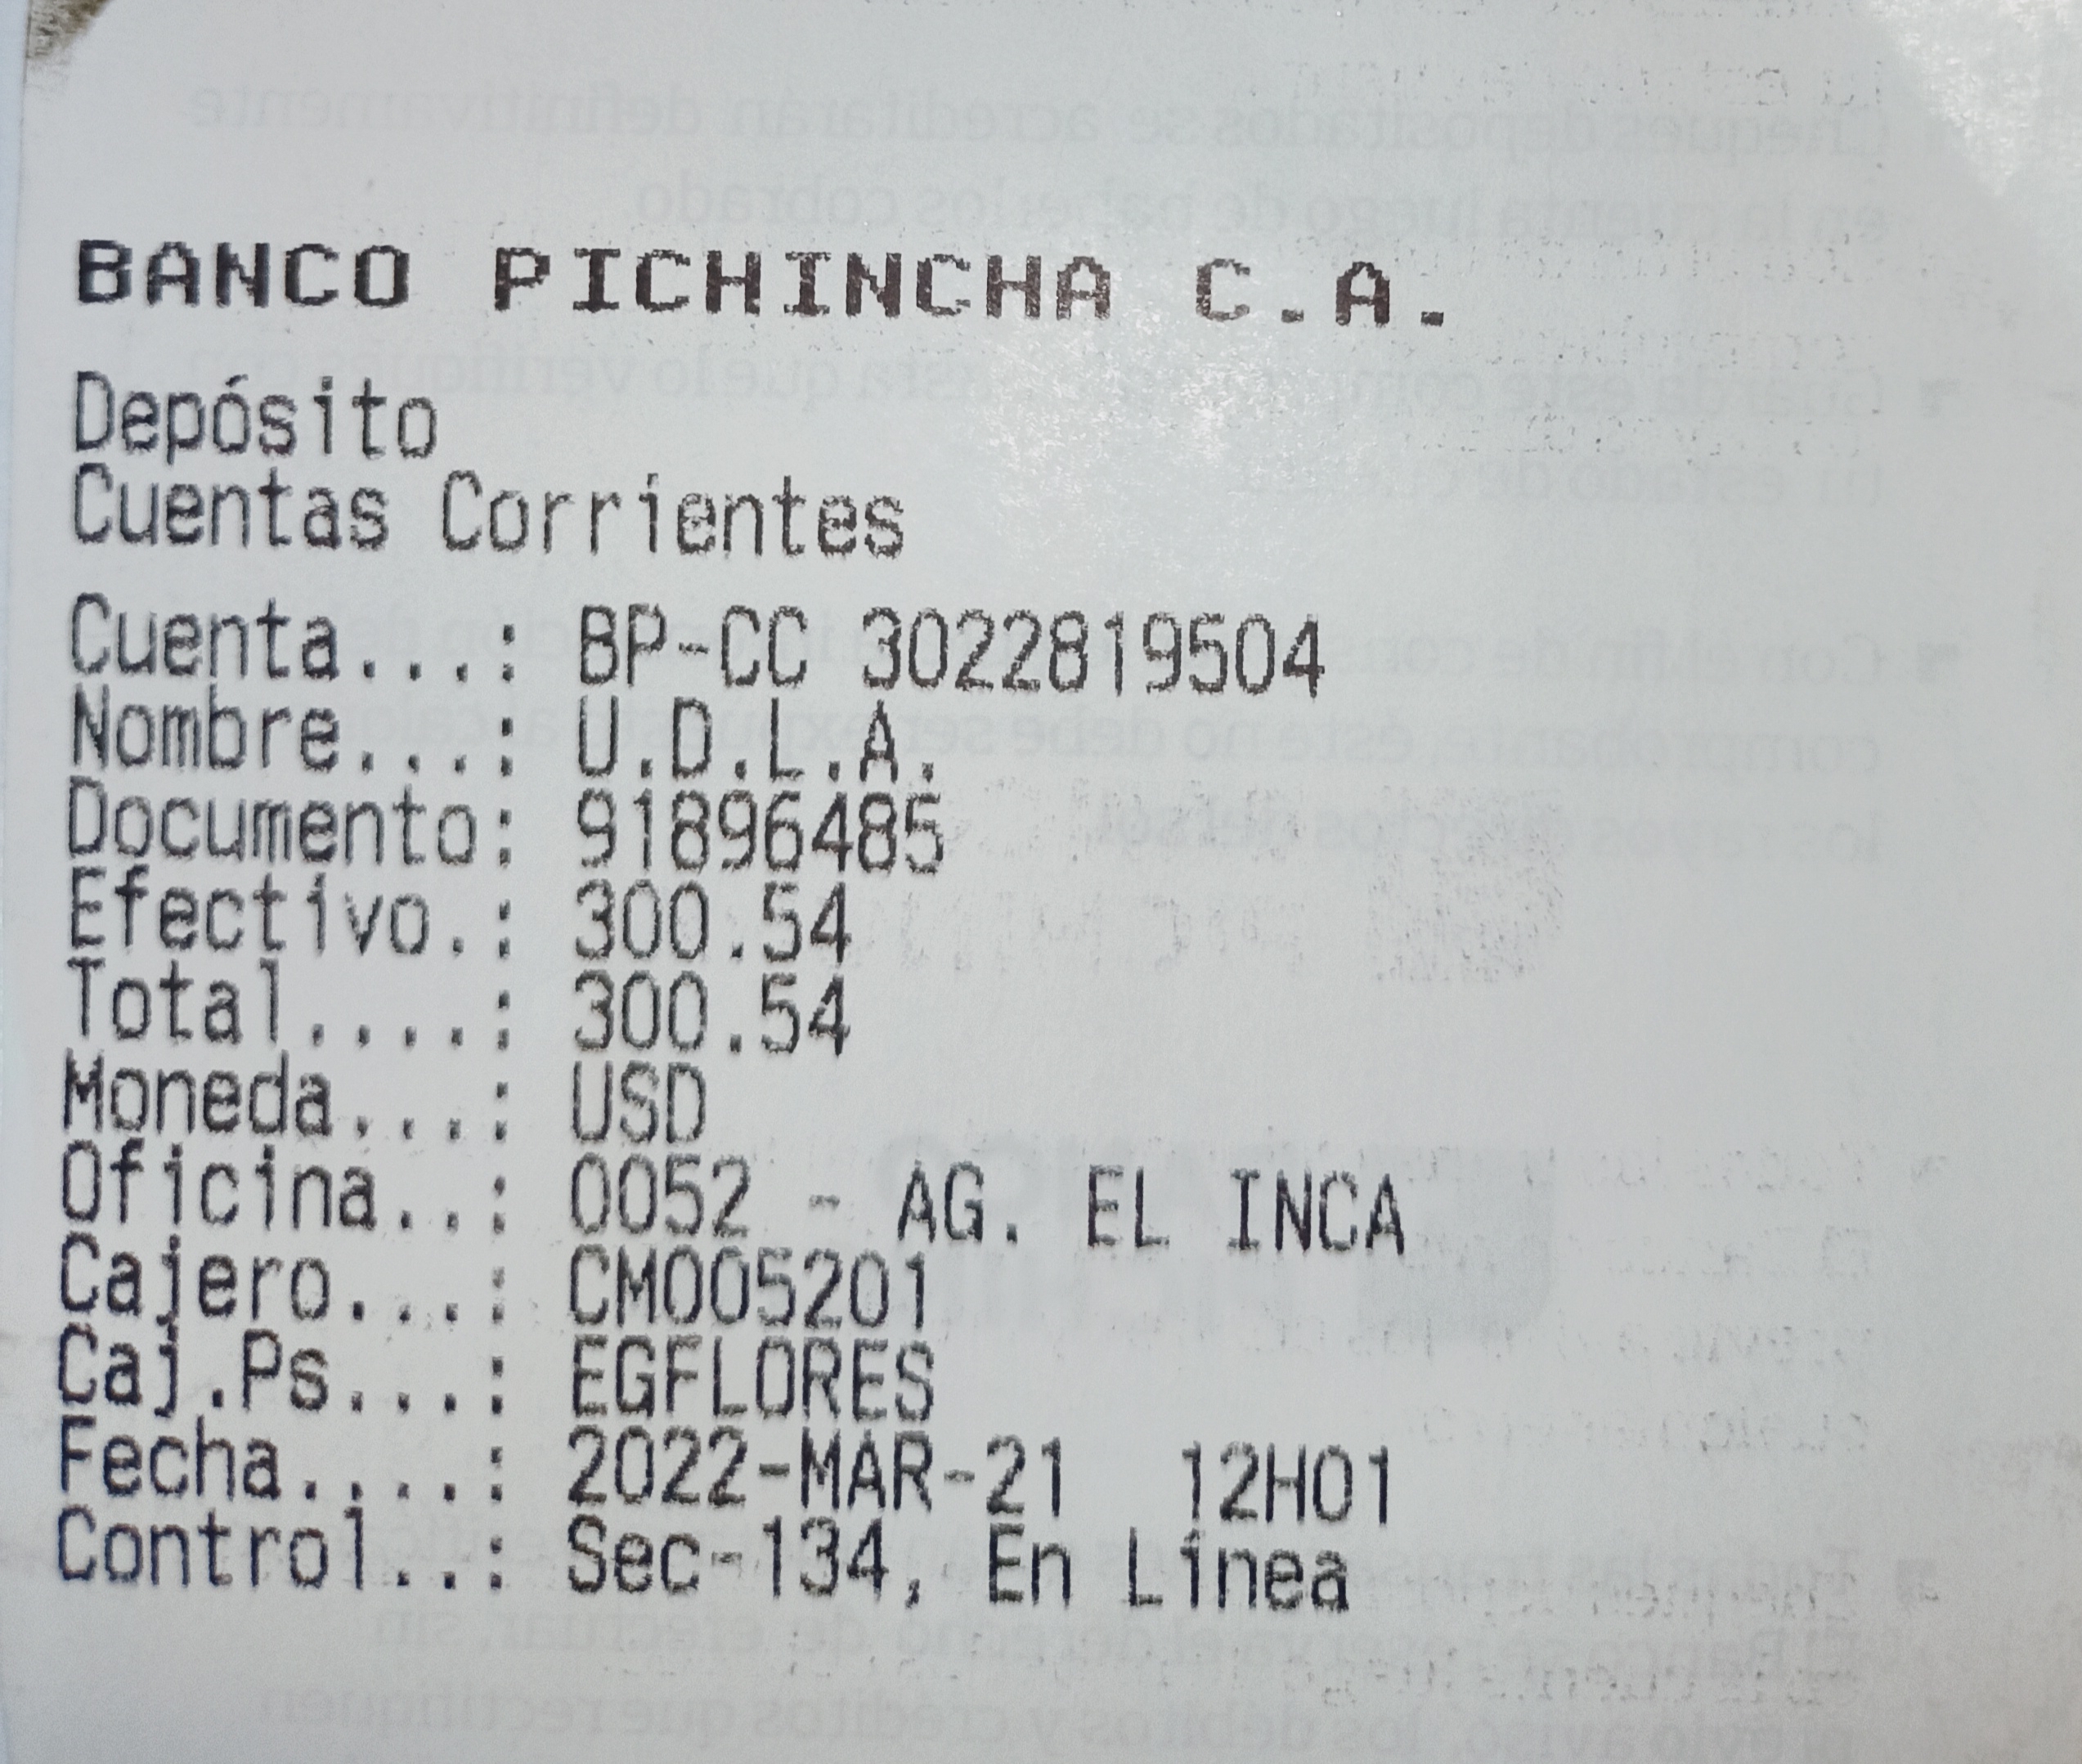 BANCO PICHINCHA C.A.
Depósito
Cuentas Corrientes
Cuenta...: BP-CC 3022819504
Nombre...: U.D.L.A.
Documento: 91896485
Efectivo.: 300.54
Total....: 300.54
Moneda...: USD
Oficina..: 0052 - AG. EL INCA
Cajero...: CM005201
Caj.Ps...: EGFLORES
Fecha....: 2022-MAR-21 12H01
Control..: Sec-134, En Línea